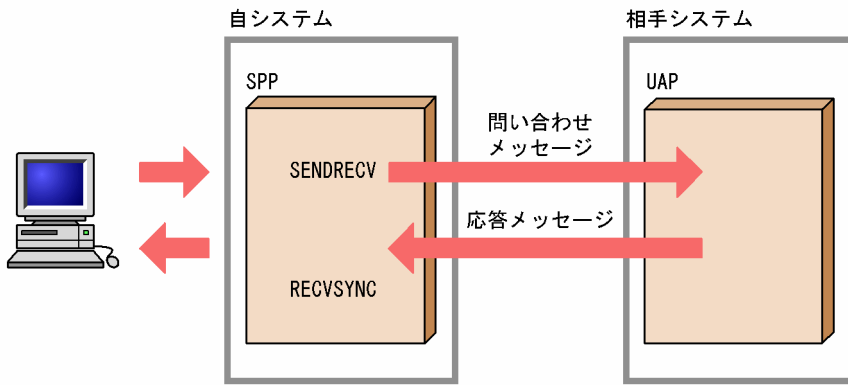 自システム
相手システム
SPP
UAP
問い合わせ
メッセージ
SENDRECV
応答メッセージ
RECVSYNC